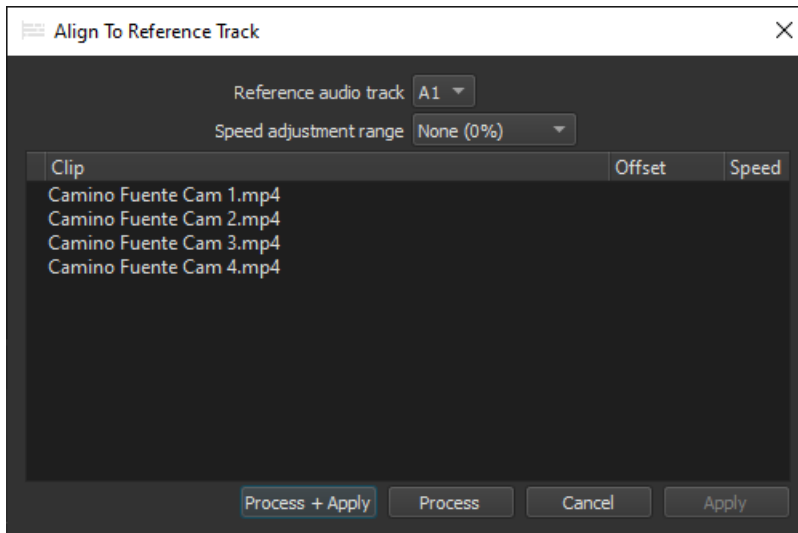 Align To Reference Track
Reference audio track A1
Speed adjustment range None (0%)
Clip Offset Speed
Camino Fuente Cam 1.mp4
Camino Fuente Cam 2.mp4
Camino Fuente Cam 3.mp4
Camino Fuente Cam 4.mp4
Process + Apply Process Cancel Apply